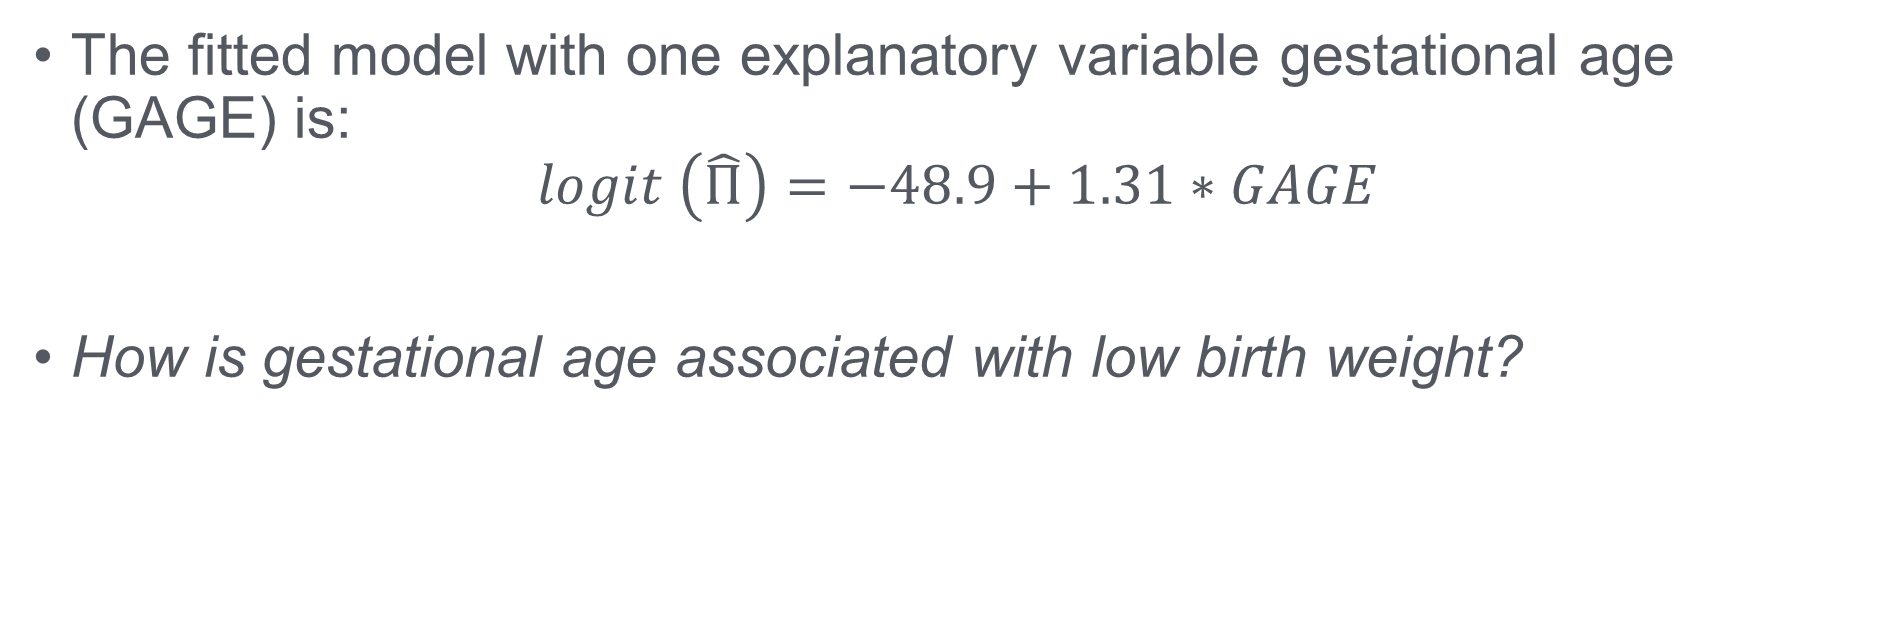 • The fitted model with one explanatory variable gestational age
(GAGE) is:
logit (Π̂) = −48.9 + 1.31 ∗ GAGE
• How is gestational age associated with low birth weight?